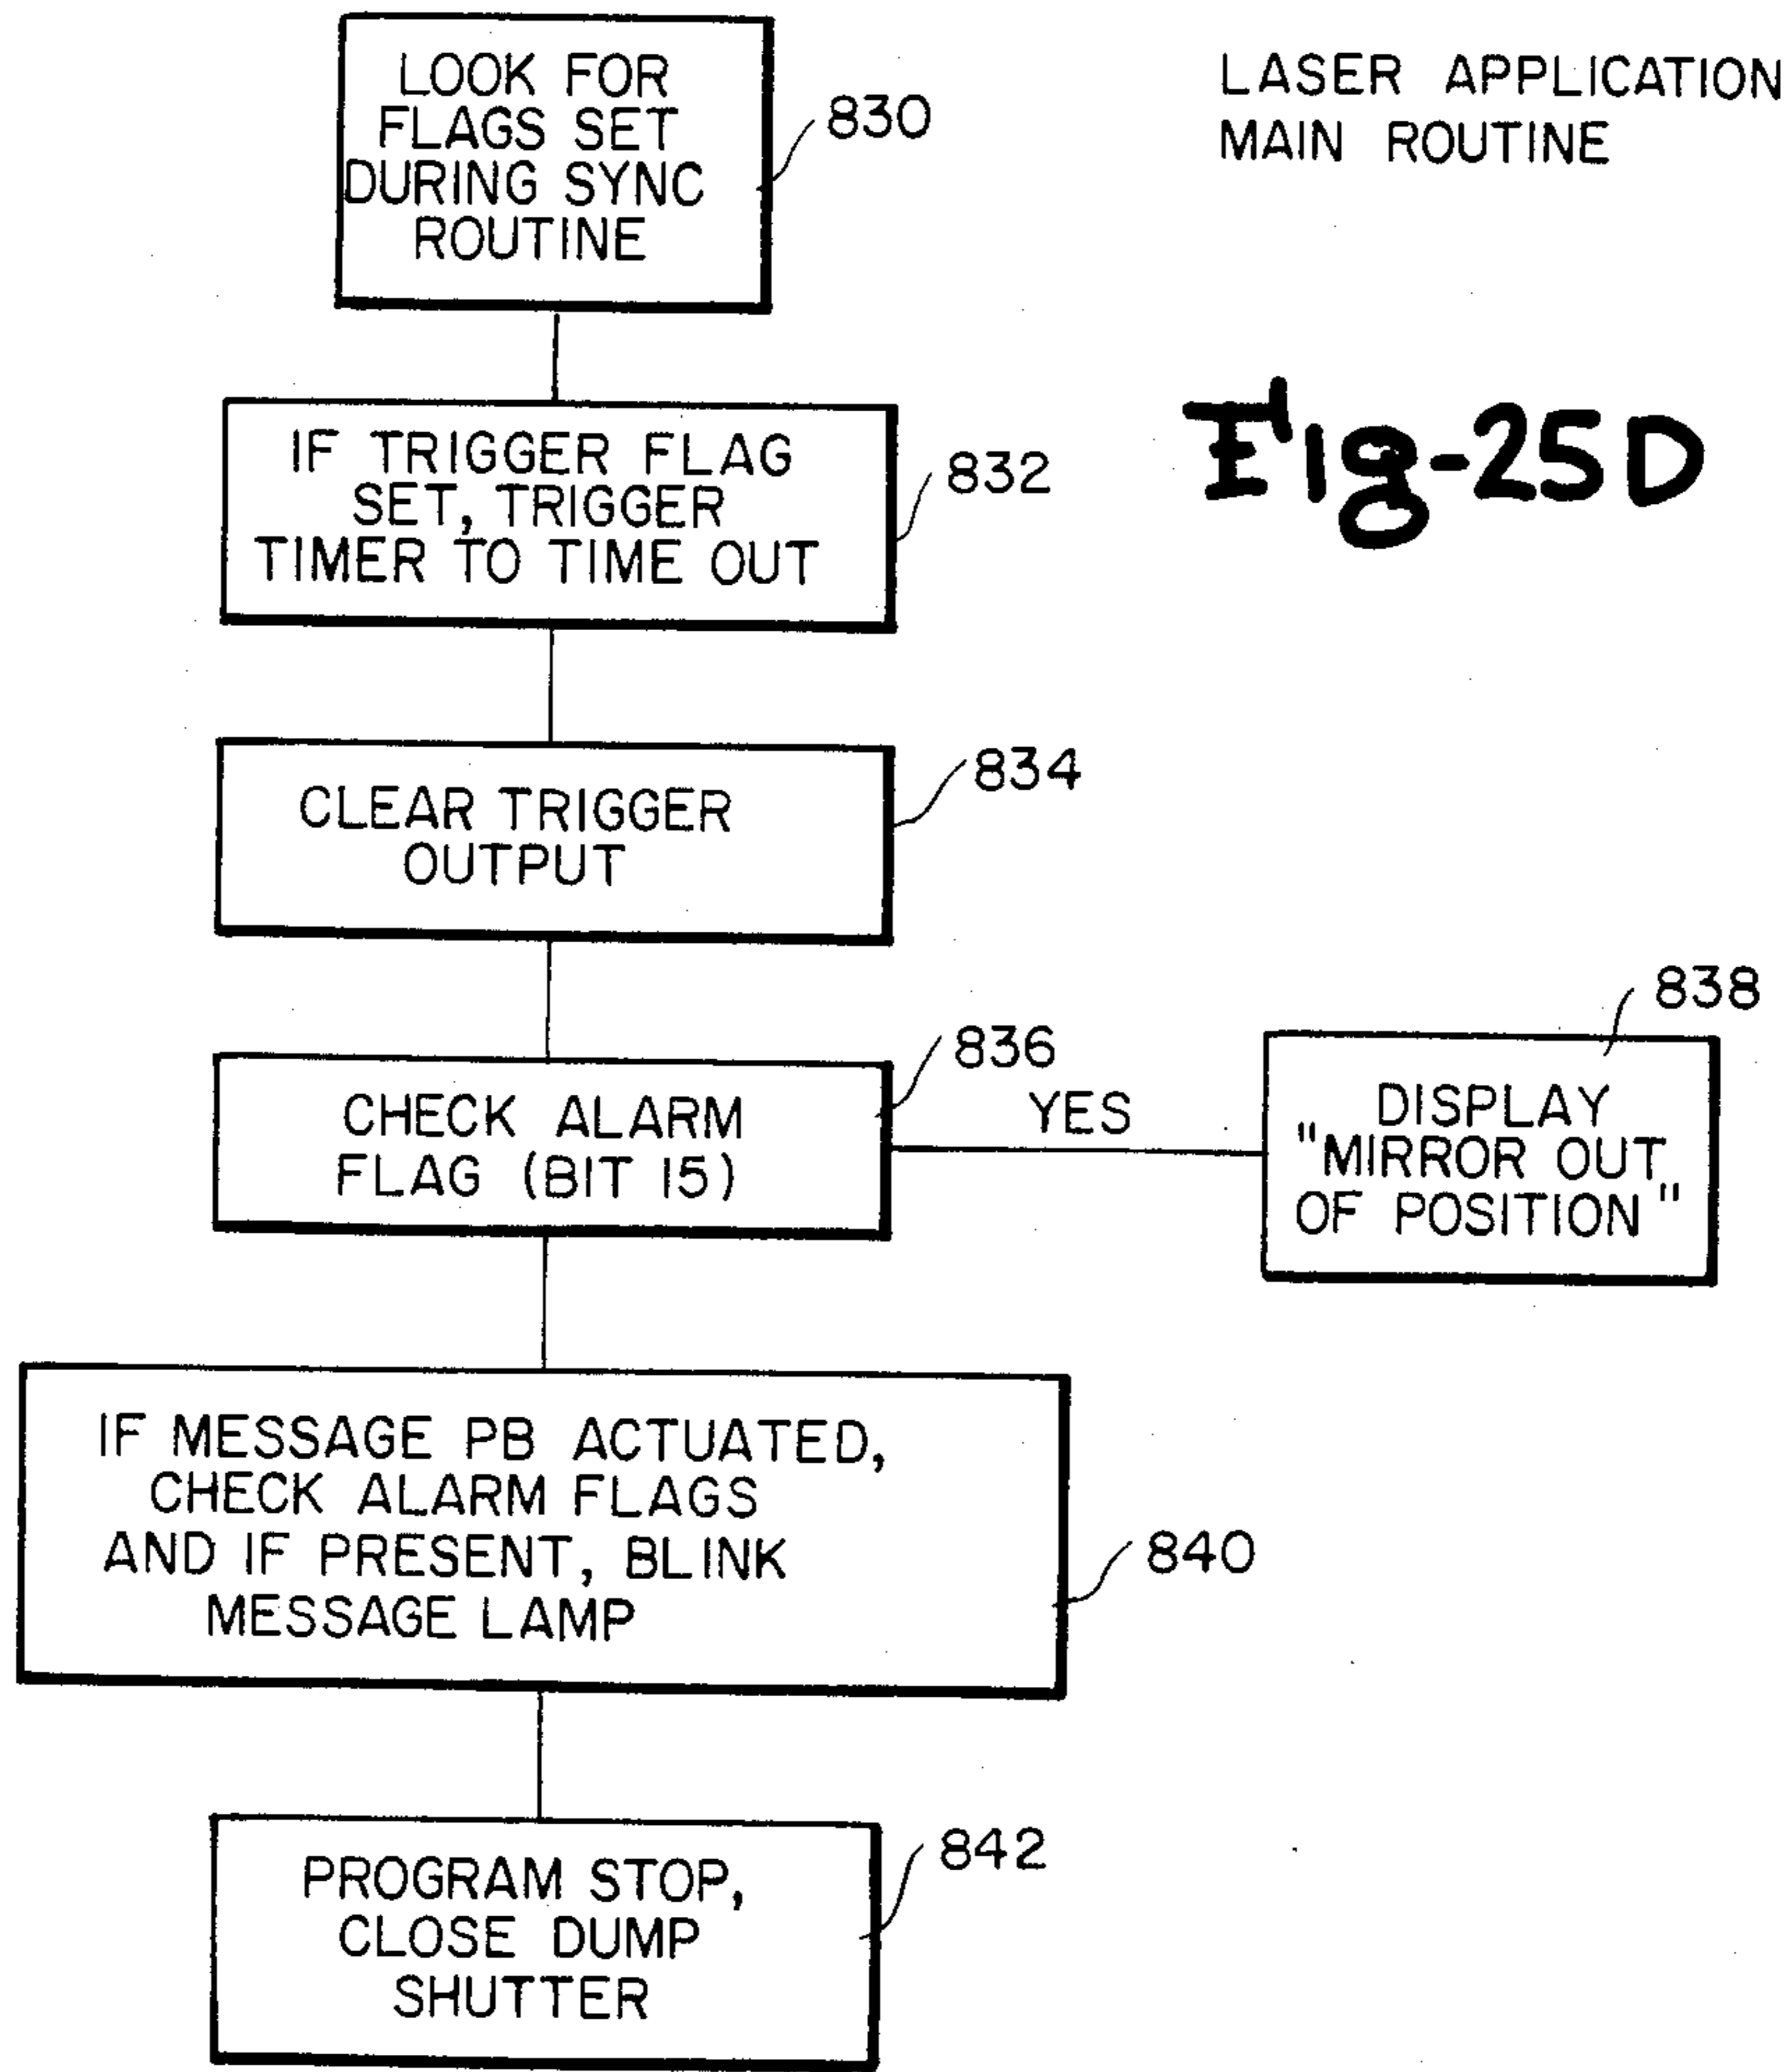 LOOK FOR
FLAGS SET
DURING SYNC
ROUTINE
830
LASER APPLICATION
MAIN ROUTINE
Fig-25D
IF TRIGGER FLAG
SET, TRIGGER
TIMER TO TIME OUT
832
CLEAR TRIGGER
OUTPUT
834
CHECK ALARM
FLAG (BIT 15)
836
YES
DISPLAY
"MIRROR OUT
OF POSITION"
838
IF MESSAGE PB ACTUATED,
CHECK ALARM FLAGS
AND IF PRESENT, BLINK
MESSAGE LAMP
840
PROGRAM STOP,
CLOSE DUMP
SHUTTER
842